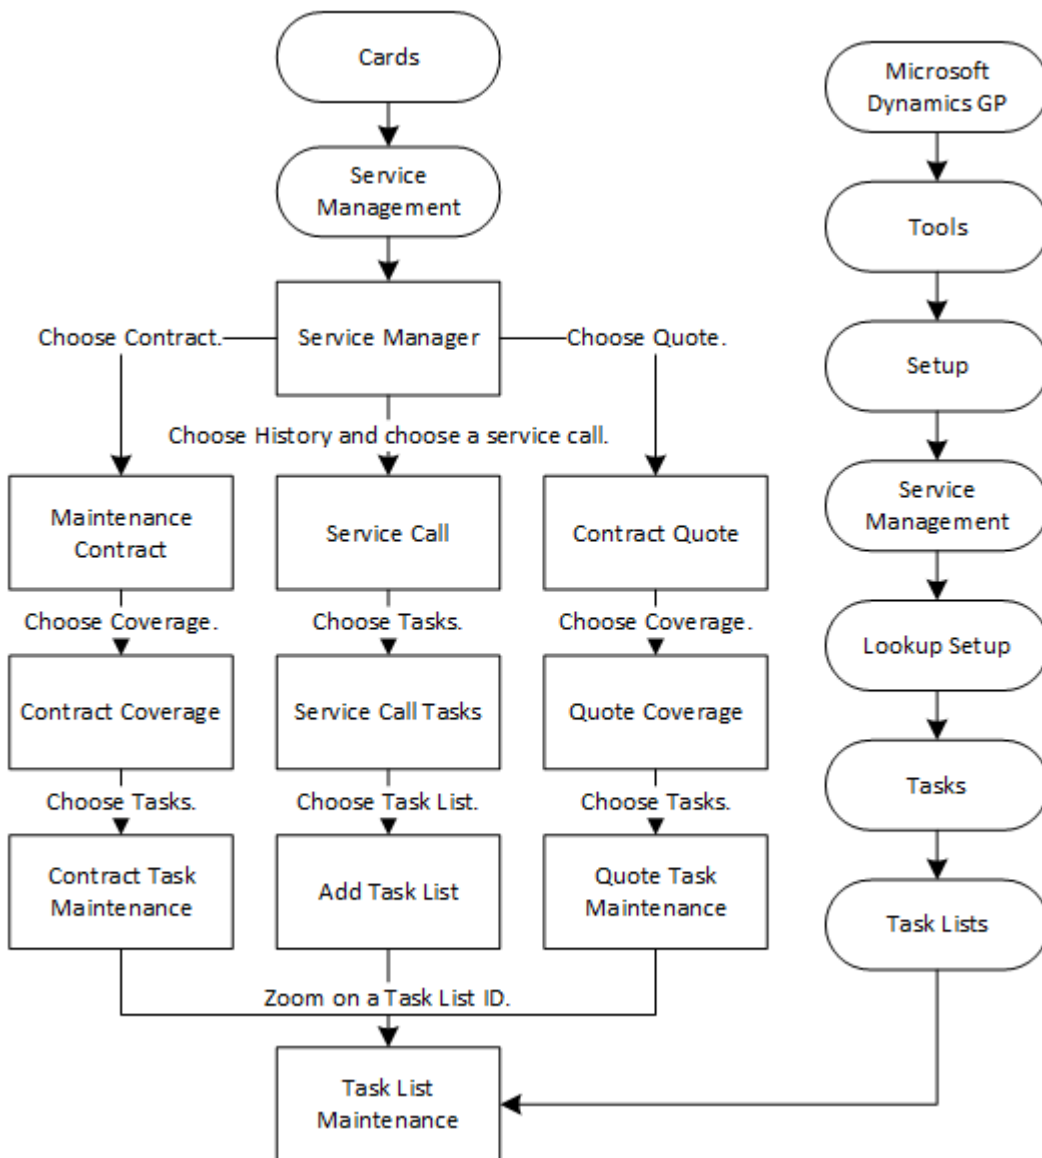 Cards
Service
Management
Service Manager
Choose Contract.
Choose Quote.
Choose History and choose a service call.
Maintenance
Contract
Service Call
Contract Quote
Choose Coverage.
Choose Tasks.
Choose Coverage.
Contract Coverage
Service Call Tasks
Quote Coverage
Choose Tasks.
Choose Task List.
Choose Tasks.
Contract Task
Maintenance
Add Task List
Quote Task
Maintenance
Zoom on a Task List ID.
Task List
Maintenance
Microsoft
Dynamics GP
Tools
Setup
Service
Management
Lookup Setup
Tasks
Task Lists